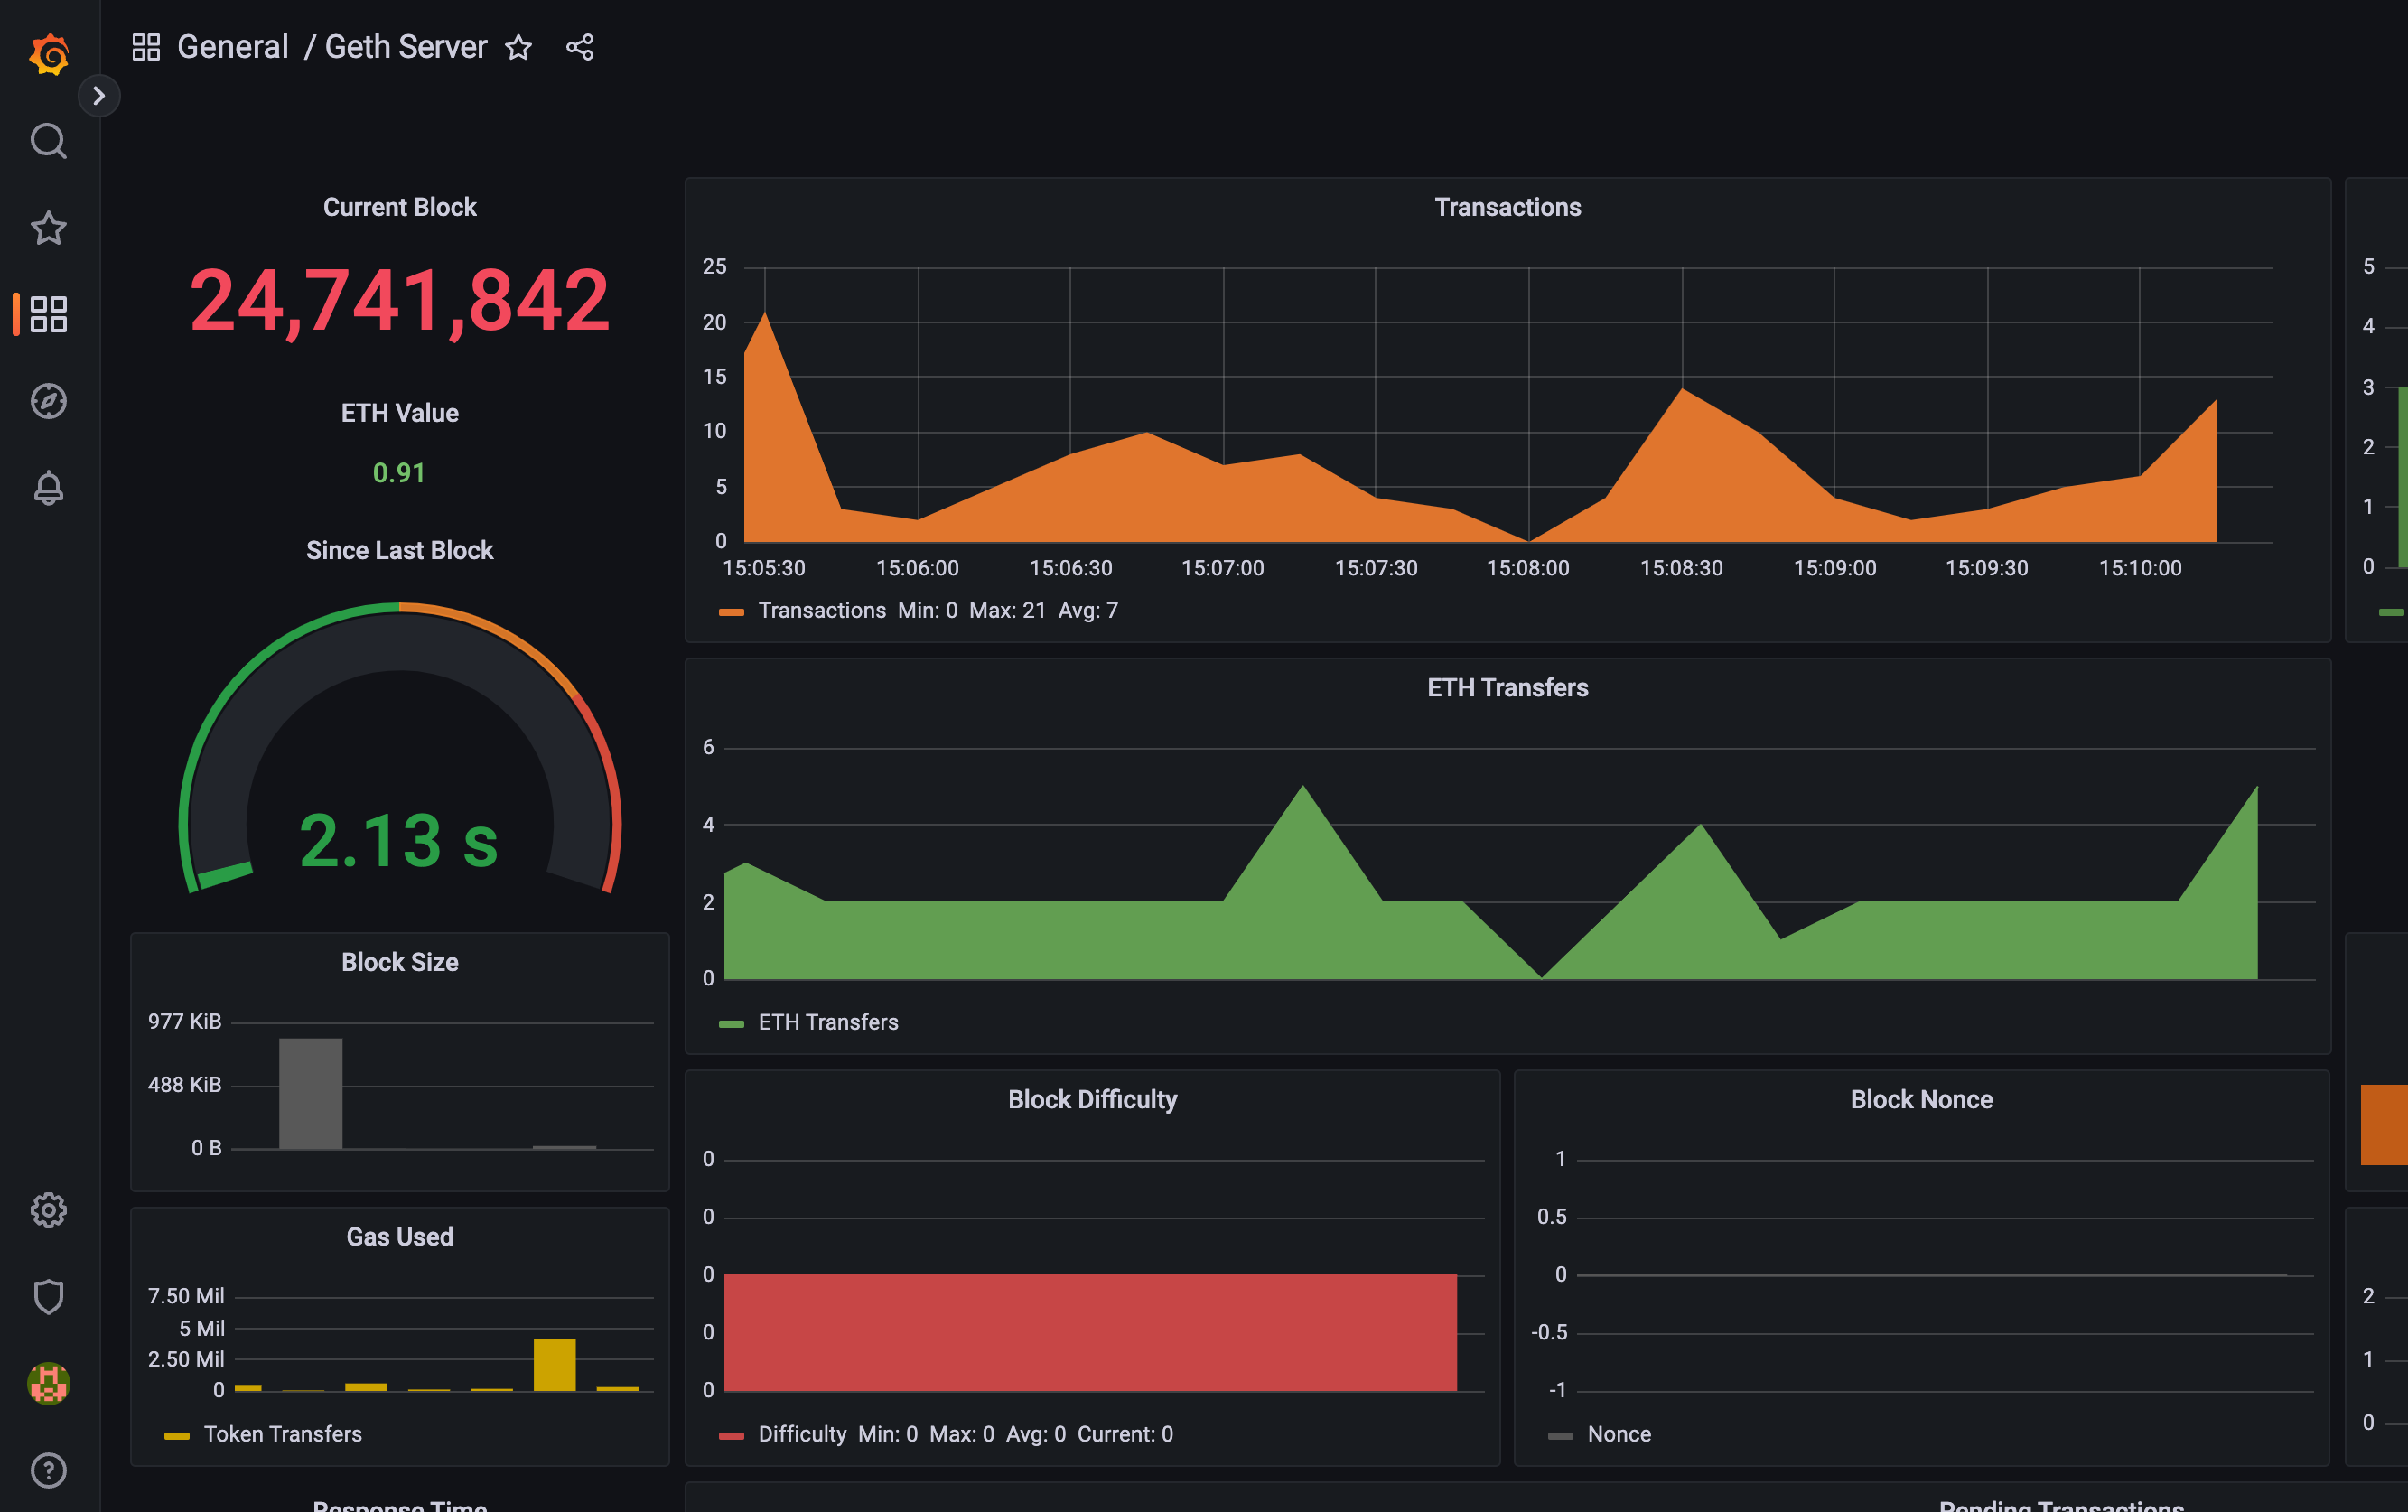 General / Geth Server
Current Block
24,741,842
ETH Value
0.91
Since Last Block
2.13 s
Block Size
977 KiB
488 KiB
0 B
Gas Used
7.50 Mil
5 Mil
2.50 Mil
0
Token Transfers
Response Time
Transactions
25
20
15
10
5
0
15:05:30 15:06:00 15:06:30 15:07:00 15:07:30 15:08:00 15:08:30 15:09:00 15:09:30 15:10:00
Transactions Min: 0 Max: 21 Avg: 7
ETH Transfers
6
4
2
0
ETH Transfers
Block Difficulty
0
0
0
0
0
Difficulty Min: 0 Max: 0 Avg: 0 Current: 0
Block Nonce
1
0.5
0
-0.5
-1
Nonce
Pending Transactions
5
4
3
2
1
0
2
1
0